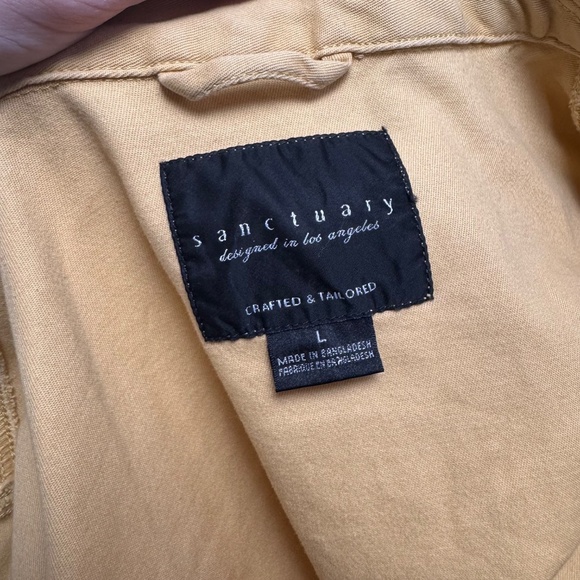 sanctuary
designed in los angeles
CRAFTED & TAILORED
L
MADE IN BANGLADESH
FABRIQUE EN BANGLADESH